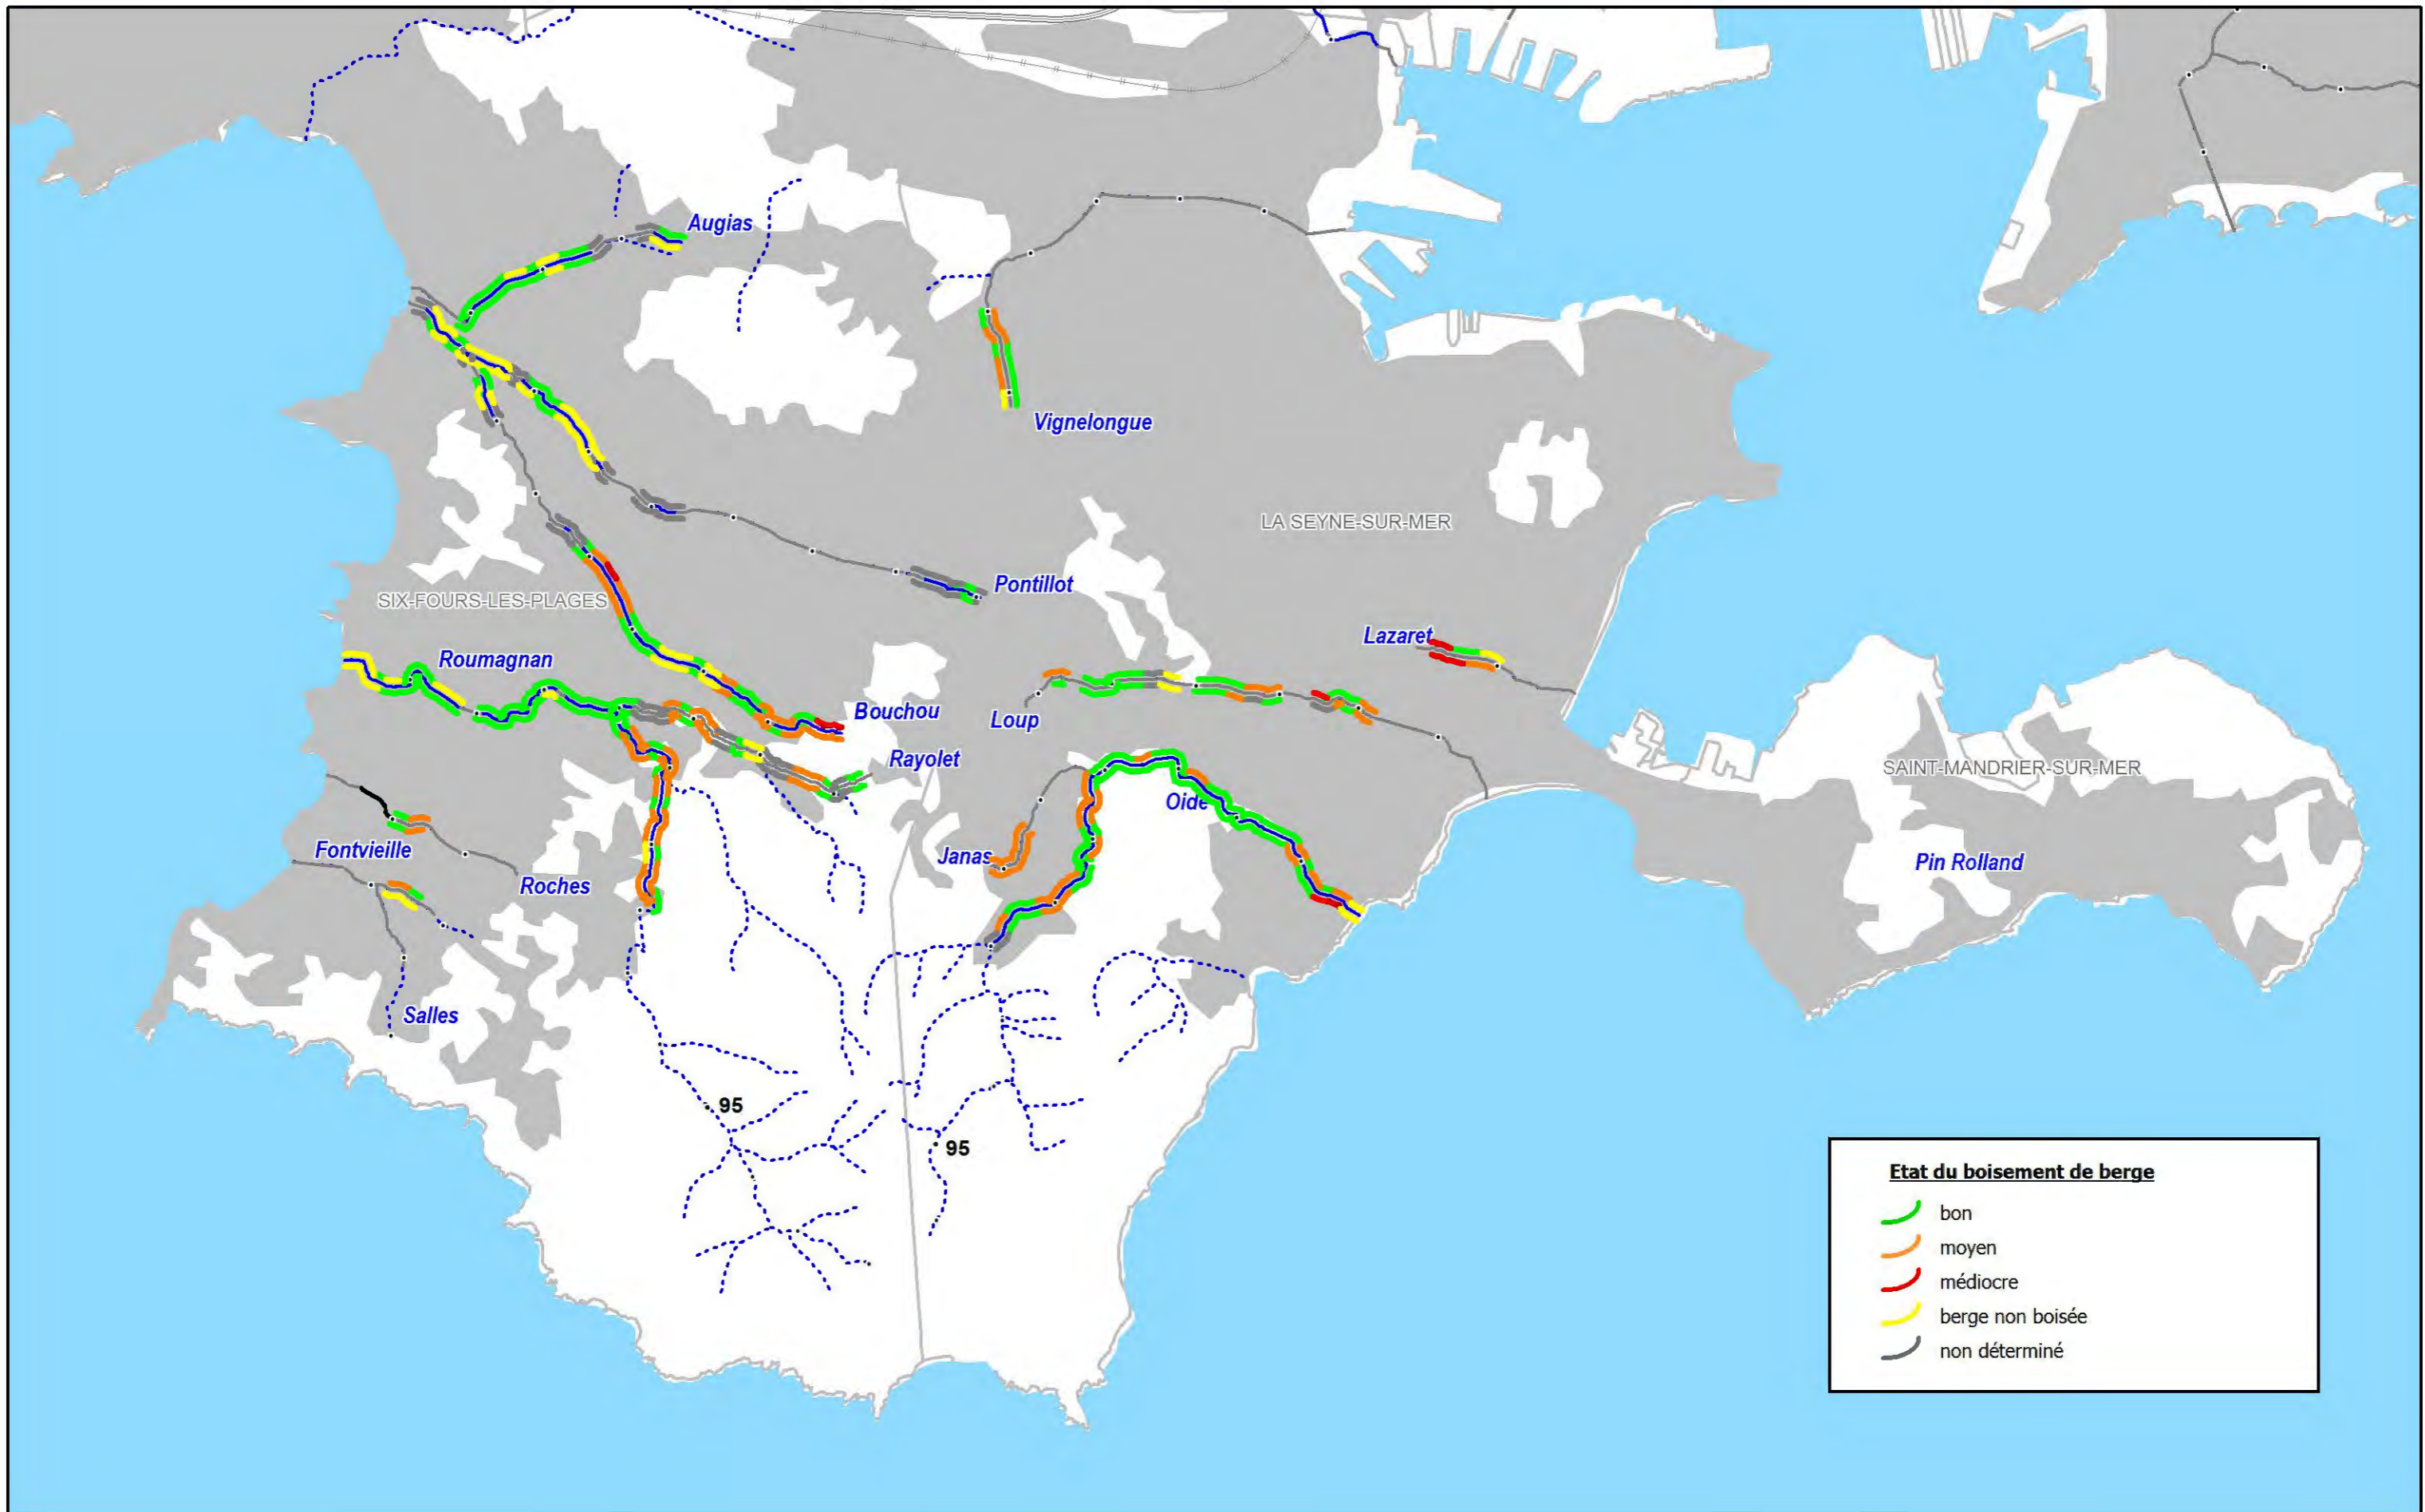 Augias
Vignelongue
LA SEYNE-SUR-MER
Pontillot
SIX-FOURS-LES-PLAGES
Lazaret
Roumagnan
Bouchou
Loup
Rayolet
SAINT-MANDRIER-SUR-MER
Oide
Fontvieille
Janas
Pin Rolland
Roches
Salles
95
95
Etat du boisement de berge
bon
moyen
médiocre
berge non boisée
non déterminé